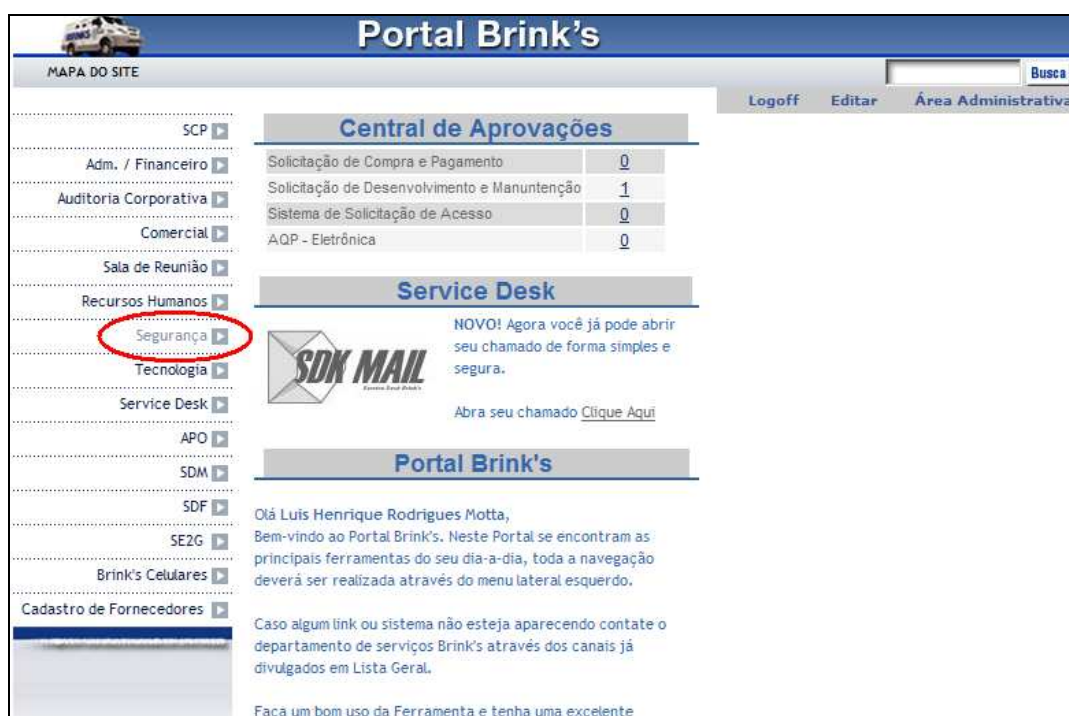 BRINKS
Portal Brink's
MAPA DO SITE
Busca
Logoff Editar Área Administrativa
SCP
Adm. / Financeiro
Auditoria Corporativa
Comercial
Sala de Reunião
Recursos Humanos
Segurança
Tecnologia
Service Desk
APO
SDM
SDF
SE2G
Brink's Celulares
Cadastro de Fornecedores
Central de Aprovações
Solicitação de Compra e Pagamento 0
Solicitação de Desenvolvimento e Manuntenção 1
Sistema de Solicitação de Acesso 0
AQP - Eletrônica 0
Service Desk
SDK MAIL
Service Desk Brink's
NOVO! Agora você já pode abrir
seu chamado de forma simples e
segura.
Abra seu chamado Clique Aqui
Portal Brink's
Olá Luis Henrique Rodrigues Motta,
Bem-vindo ao Portal Brink's. Neste Portal se encontram as
principais ferramentas do seu dia-a-dia, toda a navegação
deverá ser realizada através do menu lateral esquerdo.
Caso algum link ou sistema não esteja aparecendo contate o
departamento de serviços Brink's através dos canais já
divulgados em Lista Geral.
Faça um bom uso da Ferramenta e tenha uma excelente